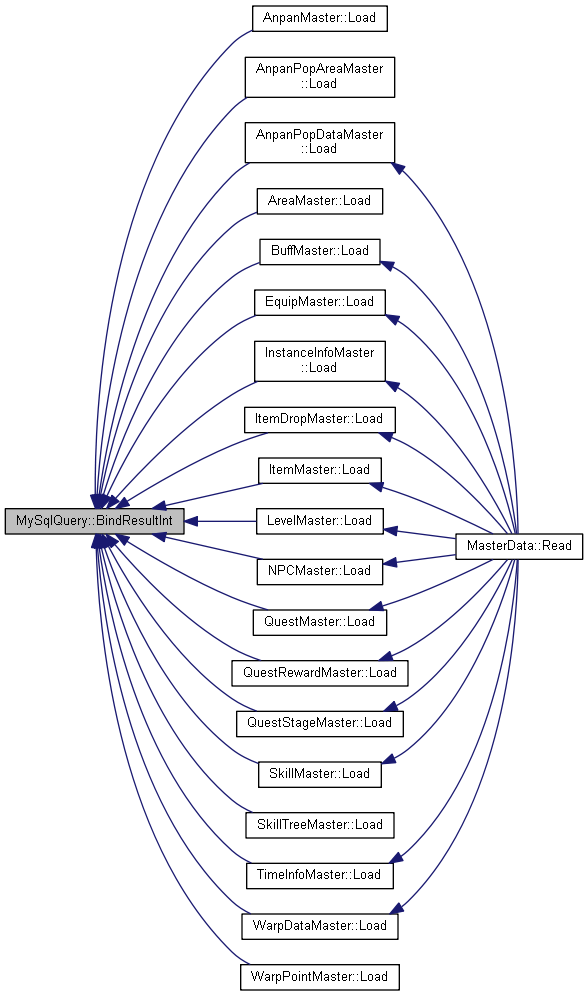 AnpanMaster::Load
AnpanPopAreaMaster
::Load
AnpanPopDataMaster
::Load
AreaMaster::Load
BuffMaster::Load
EquipMaster::Load
InstanceInfoMaster
::Load
ItemDropMaster::Load
ItemMaster::Load
MySqlQuery::BindResultInt
LevelMaster::Load
MasterData::Read
NPCMaster::Load
QuestMaster::Load
QuestRewardMaster::Load
QuestStageMaster::Load
SkillMaster::Load
SkillTreeMaster::Load
TimeInfoMaster::Load
WarpDataMaster::Load
WarpPointMaster::Load